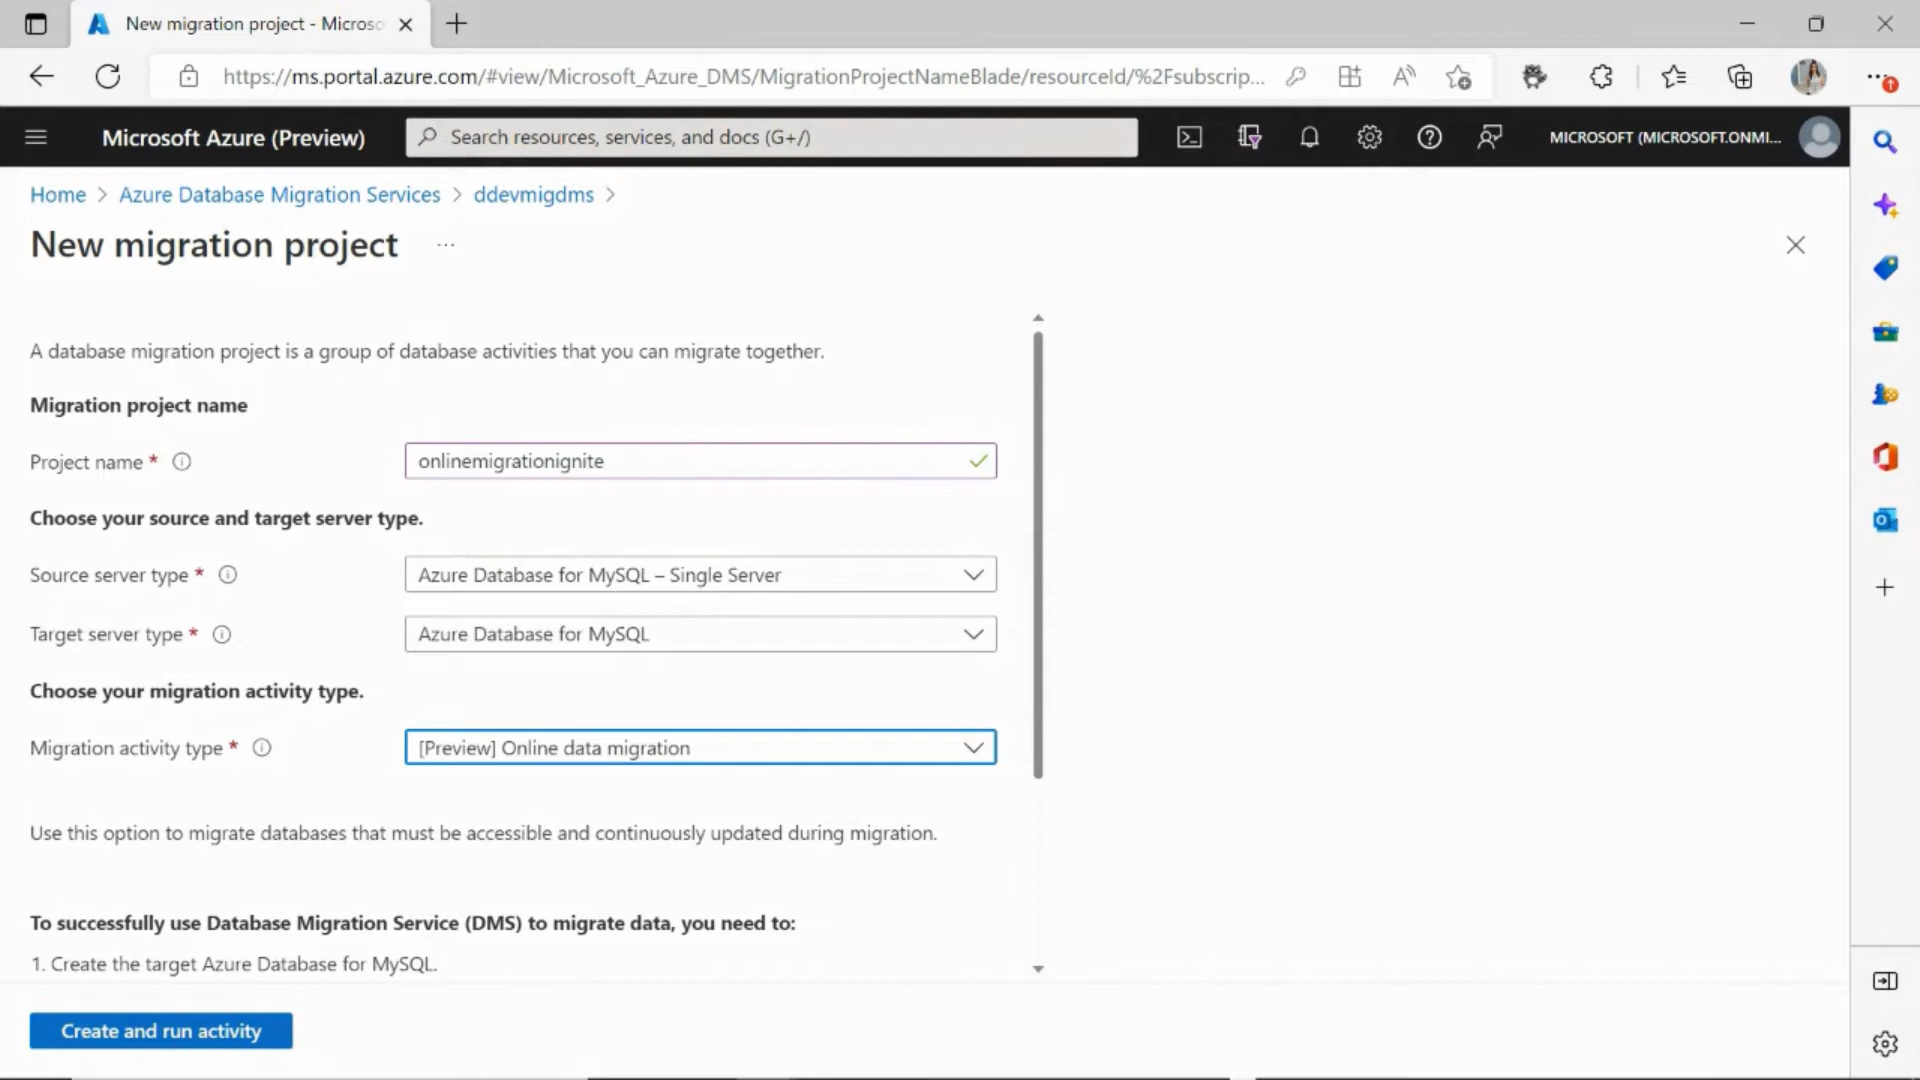 New migration project - Microso
https://ms.portal.azure.com/#view/Microsoft_Azure_DMS/MigrationProjectNameBlade/resourceId/%2Fsubscrip...
Microsoft Azure (Preview)
Search resources, services, and docs (G+/)
MICROSOFT (MICROSOFT.ONMI...
Home > Azure Database Migration Services > ddevmigdms >
New migration project ...
A database migration project is a group of database activities that you can migrate together.
Migration project name
Project name *
onlinemigrationignite
Choose your source and target server type.
Source server type *
Azure Database for MySQL – Single Server
Target server type *
Azure Database for MySQL
Choose your migration activity type.
Migration activity type *
[Preview] Online data migration
Use this option to migrate databases that must be accessible and continuously updated during migration.
To successfully use Database Migration Service (DMS) to migrate data, you need to:
1. Create the target Azure Database for MySQL.
Create and run activity